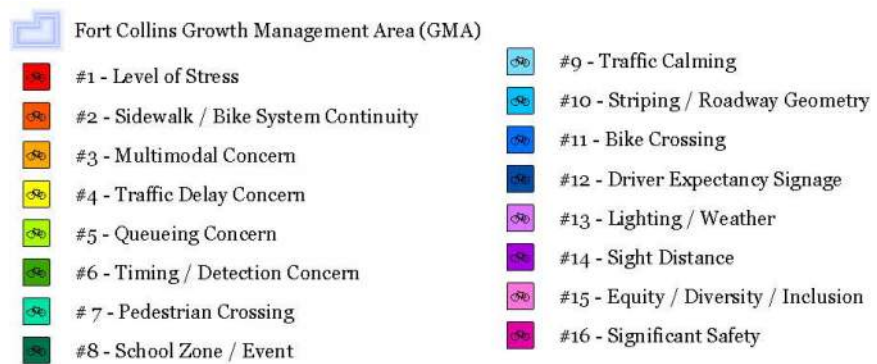 Fort Collins Growth Management Area (GMA)
#1 - Level of Stress
#2 - Sidewalk / Bike System Continuity
#3 - Multimodal Concern
#4 - Traffic Delay Concern
#5 - Queueing Concern
#6 - Timing / Detection Concern
# 7 - Pedestrian Crossing
#8 - School Zone / Event
#9 - Traffic Calming
#10 - Striping / Roadway Geometry
#11 - Bike Crossing
#12 - Driver Expectancy Signage
#13 - Lighting / Weather
#14 - Sight Distance
#15 - Equity / Diversity / Inclusion
#16 - Significant Safety